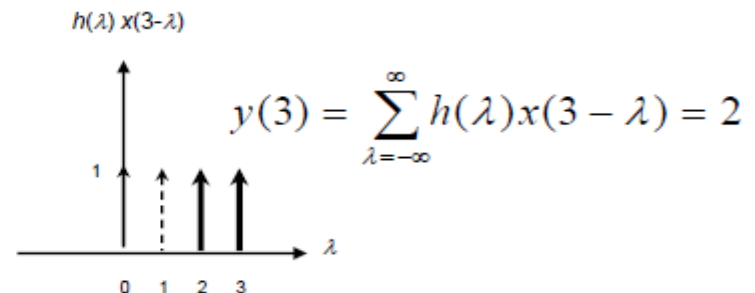 h(λ) x(3-λ)
y(3) = ∑_{λ=-∞}^{∞} h(λ)x(3 − λ) = 2
1
λ
0 1 2 3